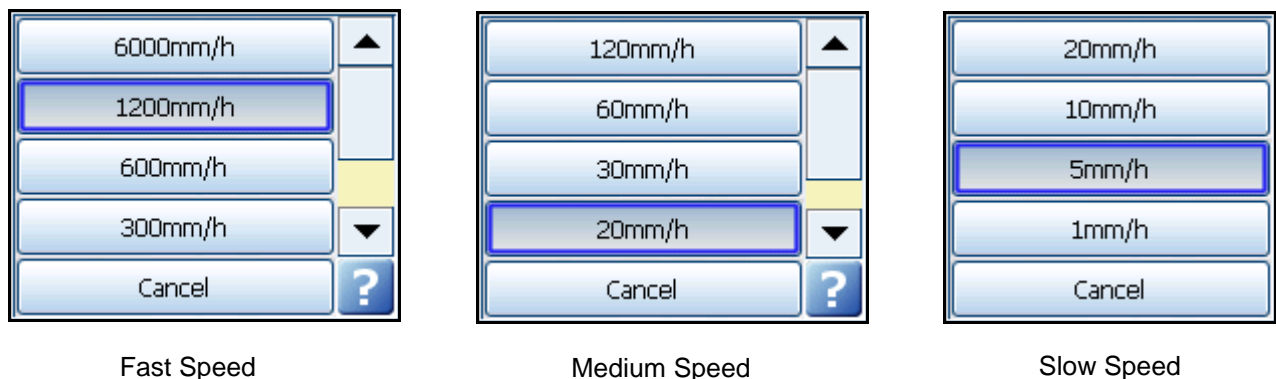 6000mm/h
1200mm/h
600mm/h
300mm/h
Cancel
?
Fast Speed
120mm/h
60mm/h
30mm/h
20mm/h
Cancel
?
Medium Speed
20mm/h
10mm/h
5mm/h
1mm/h
Cancel
Slow Speed